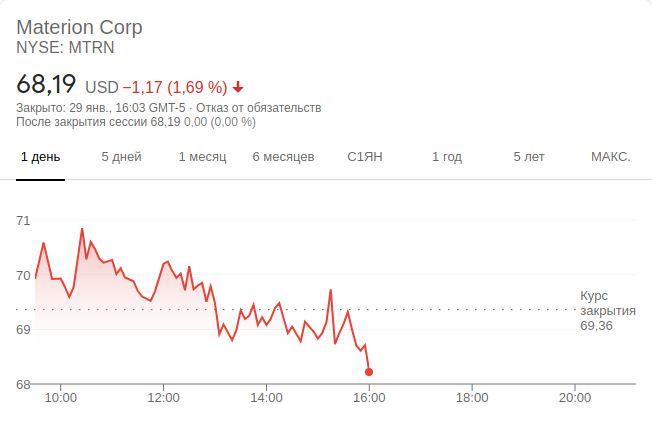 Materion Corp
NYSE: MTRN
68,19 USD −1,17 (1,69 %)
Закрыто: 29 янв., 16:03 GMT-5 · Отказ от обязательств
После закрытия сессии 68,19 0,00 (0,00 %)
1 день 5 дней 1 месяц 6 месяцев С1ЯН 1 год 5 лет МАКС.
71
70
Курс
закрытия
69,36
69
68
10:00 12:00 14:00 16:00 18:00 20:00